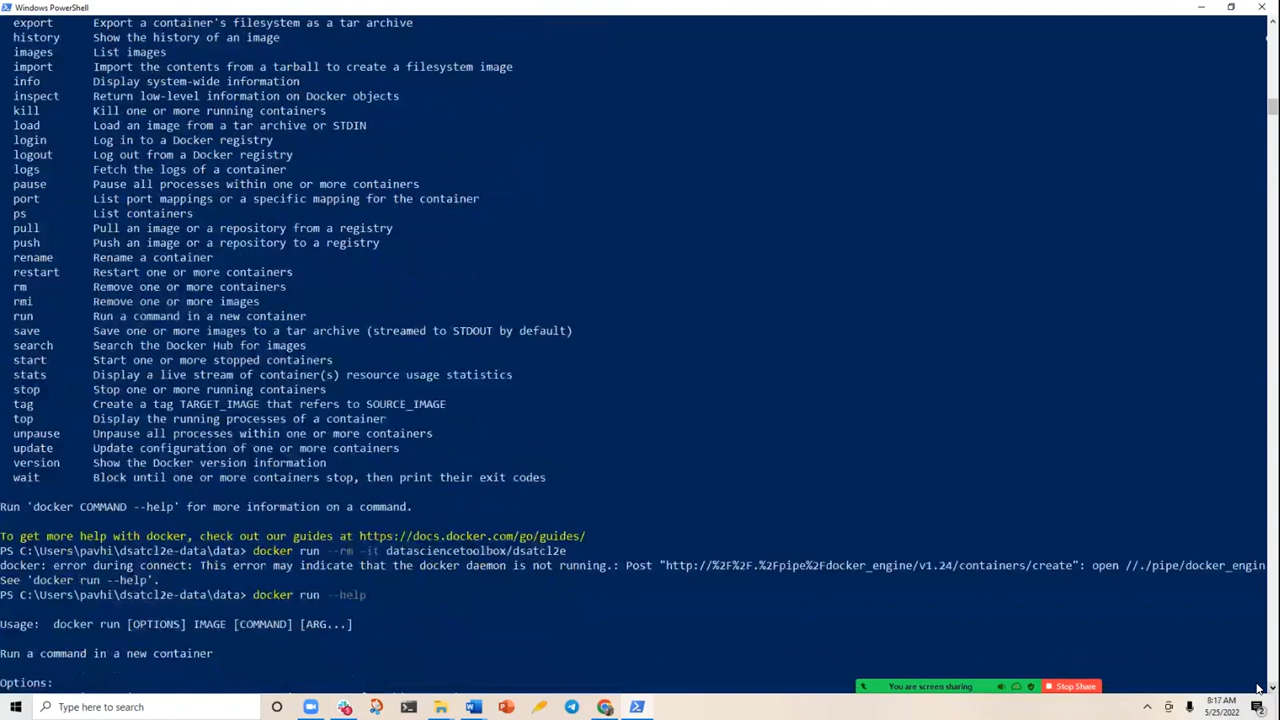 Windows PowerShell
export Export a container's filesystem as a tar archive
history Show the history of an image
images List images
import Import the contents from a tarball to create a filesystem image
info Display system-wide information
inspect Return low-level information on Docker objects
kill Kill one or more running containers
load Load an image from a tar archive or STDIN
login Log in to a Docker registry
logout Log out from a Docker registry
logs Fetch the logs of a container
pause Pause all processes within one or more containers
port List port mappings or a specific mapping for the container
ps List containers
pull Pull an image or a repository from a registry
push Push an image or a repository to a registry
rename Rename a container
restart Restart one or more containers
rm Remove one or more containers
rmi Remove one or more images
run Run a command in a new container
save Save one or more images to a tar archive (streamed to STDOUT by default)
search Search the Docker Hub for images
start Start one or more stopped containers
stats Display a live stream of container(s) resource usage statistics
stop Stop one or more running containers
tag Create a tag TARGET_IMAGE that refers to SOURCE_IMAGE
top Display the running processes of a container
unpause Unpause all processes within one or more containers
update Update configuration of one or more containers
version Show the Docker version information
wait Block until one or more containers stop, then print their exit codes
Run 'docker COMMAND --help' for more information on a command.
To get more help with docker, check out our guides at https://docs.docker.com/go/guides/
PS C:\Users\pavhi\dsatcl2e-data\data> docker run --rm -it datasciencetoolbox/dsatcl2e
docker: error during connect: This error may indicate that the docker daemon is not running.: Post "http://%2F%2F.%2Fpipe%2Fdocker_engine/v1.24/containers/create": open //./pipe/docker_engin
See 'docker run --help'.
PS C:\Users\pavhi\dsatcl2e-data\data> docker run --help
Usage: docker run [OPTIONS] IMAGE [COMMAND] [ARG...]
Run a command in a new container
Options:
You are screen sharing Stop Share
Type here to search
8:17 AM
5/25/2022
2